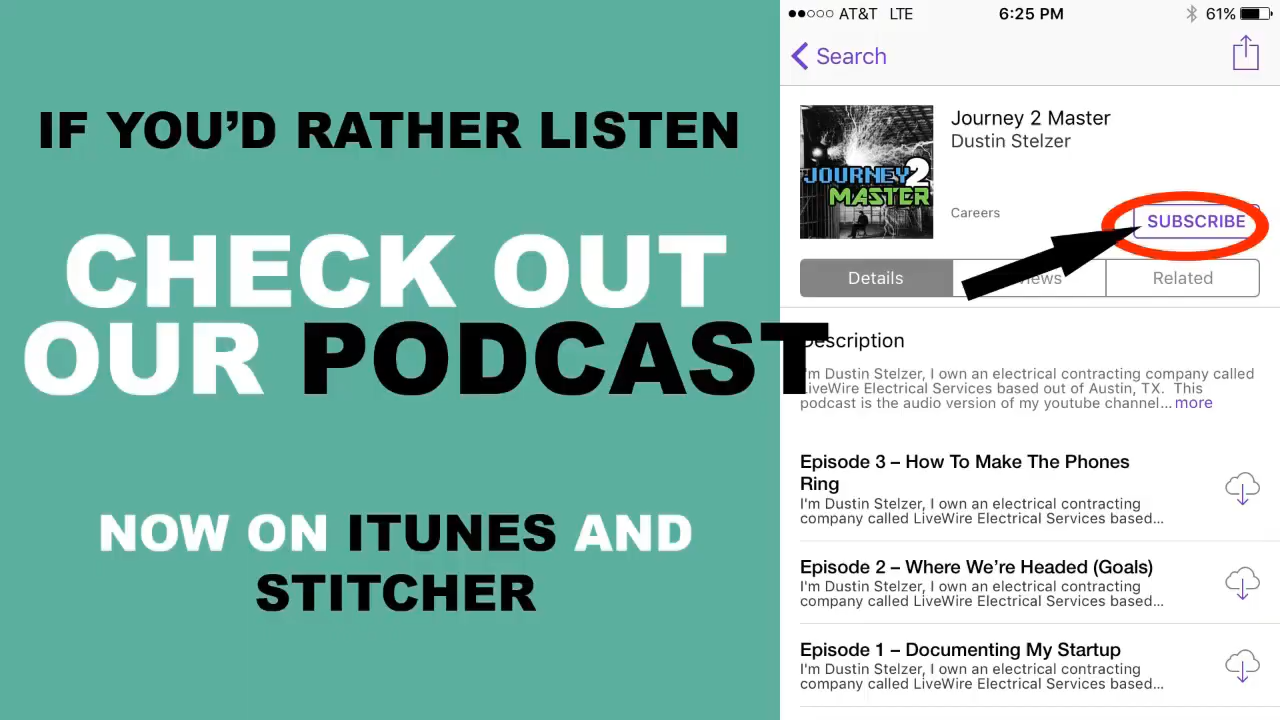 IF YOU'D RATHER LISTEN
CHECK OUT
OUR PODCAST
NOW ON ITUNES AND
STITCHER
AT&T LTE 6:25 PM 61%
Search
JOURNEY 2
MASTER
Journey 2 Master
Dustin Stelzer
Careers
SUBSCRIBE
Details Related
Description
I'm Dustin Stelzer, I own an electrical contracting company called
LiveWire Electrical Services based out of Austin, TX. This
podcast is the audio version of my youtube channel... more
Episode 3 – How To Make The Phones
Ring
I'm Dustin Stelzer, I own an electrical contracting
company called LiveWire Electrical Services based...
Episode 2 – Where We're Headed (Goals)
I'm Dustin Stelzer, I own an electrical contracting
company called LiveWire Electrical Services based...
Episode 1 – Documenting My Startup
I'm Dustin Stelzer, I own an electrical contracting
company called LiveWire Electrical Services based...